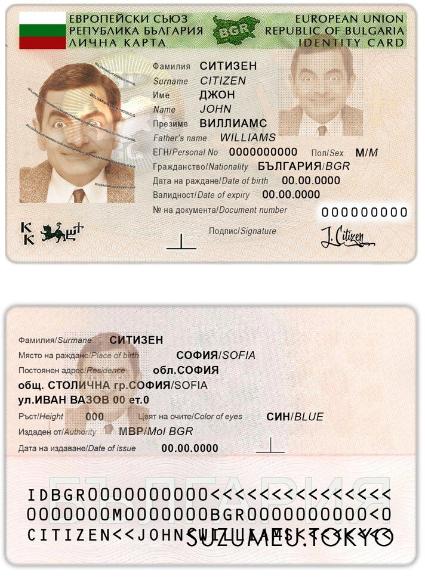 ЕВРОПЕЙСКИ СЪЮЗ
РЕПУБЛИКА БЪЛГАРИЯ
ЛИЧНА КАРТА
BGR
EUROPEAN UNION
REPUBLIC OF BULGARIA
IDENTITY CARD
Фамилия СИТИЗЕН
Surname CITIZEN
Име ДЖОН
Name JOHN
Презиме ВИЛЛИАМС
Father's name WILLIAMS
ЕГН/Personal No 0000000000 Пол/Sex М/M
Гражданство/Nationality БЪЛГАРИЯ/BGR
Дата на раждане/Date of birth 00.00.0000
Валидност/Date of expiry 00.00.0000
№ на документа/Document number 000000000
K
K
Подпис/Signature J.Citizen
Фамилия/Surname СИТИЗЕН
Място на раждане/Place of birth СОФИЯ/SOFIA
Постоянен адрес/Residence обл.СОФИЯ
общ. СТОЛИЧНА гр.СОФИЯ/SOFIA
ул.ИВАН ВАЗОВ 00 ет.0
Ръст/Height 000 Цвят на очите/Color of eyes СИН/BLUE
Издаден от/Authority МВР/MoI BGR
Дата на издаване/Date of issue 00.00.0000
БЪЛГАРИЯ
IDBGR0000000000<<<<<<<<<<<<<<<
0000000M0000000BGR0000000000<0
CITIZEN<<JOHN<WILLIAMS<<<<<<<<
SUZUMEU.TOKYO